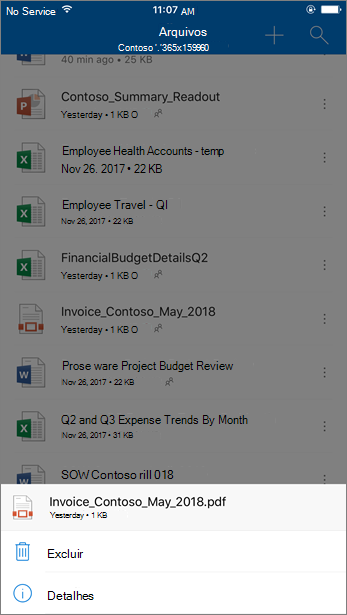 No Service 11:07 AM
Arquivos
Contoso '.'365x159960
40 min ago • 25 KB
Contoso_Summary_Readout
Yesterday • 1 KB O
Employee Health Accounts - temp
Nov 26. 2017 • 22 KB
Employee Travel - QI
Nov 26, 2017 • 22 KB
FinancialBudgetDetailsQ2
Yesterday • 1 KB O
Invoice_Contoso_May_2018
Yesterday • 1 KB O
Prose ware Project Budget Review
Nov 26, 2017 • 22 KB
Q2 and Q3 Expense Trends By Month
Nov 26, 2017 • 31 KB
SOW Contoso rill 018
Invoice_Contoso_May_2018.pdf
Yesterday • 1 KB
Excluir
Detalhes